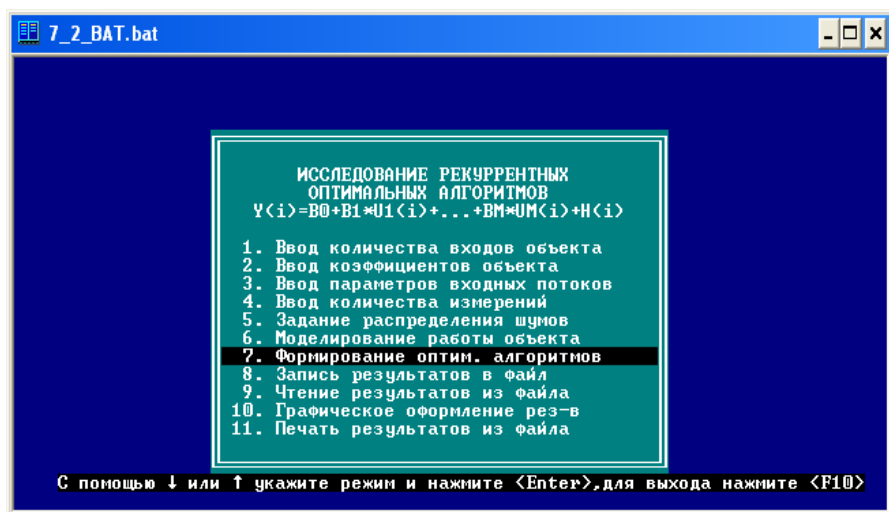 7_2_BAT.bat
ИССЛЕДОВАНИЕ РЕКУРРЕНТНЫХ
ОПТИМАЛЬНЫХ АЛГОРИТМОВ
Y(i)=B0+B1*U1(i)+...+BM*UM(i)+H(i)
1. Ввод количества входов объекта
2. Ввод коэффициентов объекта
3. Ввод параметров входных потоков
4. Ввод количества измерений
5. Задание распределения шумов
6. Моделирование работы объекта
7. Формирование оптим. алгоритмов
8. Запись результатов в файл
9. Чтение результатов из файла
10. Графическое оформление рез-в
11. Печать результатов из файла
С помощью ↓ или ↑ укажите режим и нажмите <Enter>,для выхода нажмите <F10>